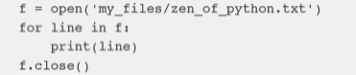 f = open('my_files/zen_of_python.txt')
for line in f:
    print(line)
f.close()